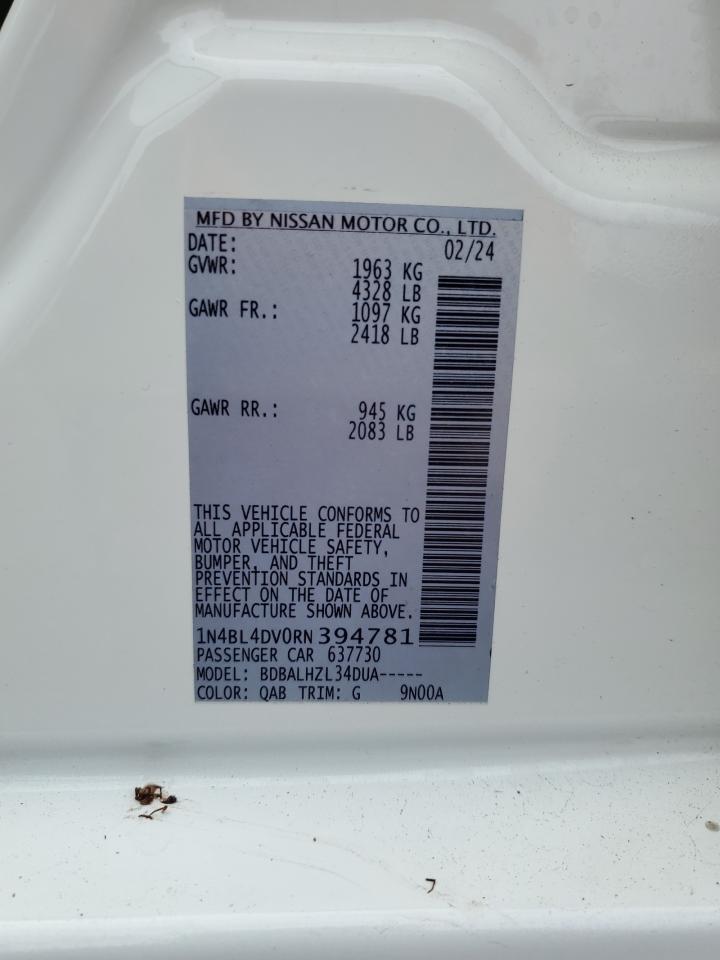 MFD BY NISSAN MOTOR CO., LTD.
DATE: 02/24
GVWR: 1963 KG
4328 LB
GAWR FR.: 1097 KG
2418 LB
GAWR RR.: 945 KG
2083 LB
THIS VEHICLE CONFORMS TO
ALL APPLICABLE FEDERAL
MOTOR VEHICLE SAFETY,
BUMPER, AND THEFT
PREVENTION STANDARDS IN
EFFECT ON THE DATE OF
MANUFACTURE SHOWN ABOVE.
1N4BL4DV0RN 394781
PASSENGER CAR 637730
MODEL: BDBALHZL34DUA-----
COLOR: QAB TRIM: G 9N00A